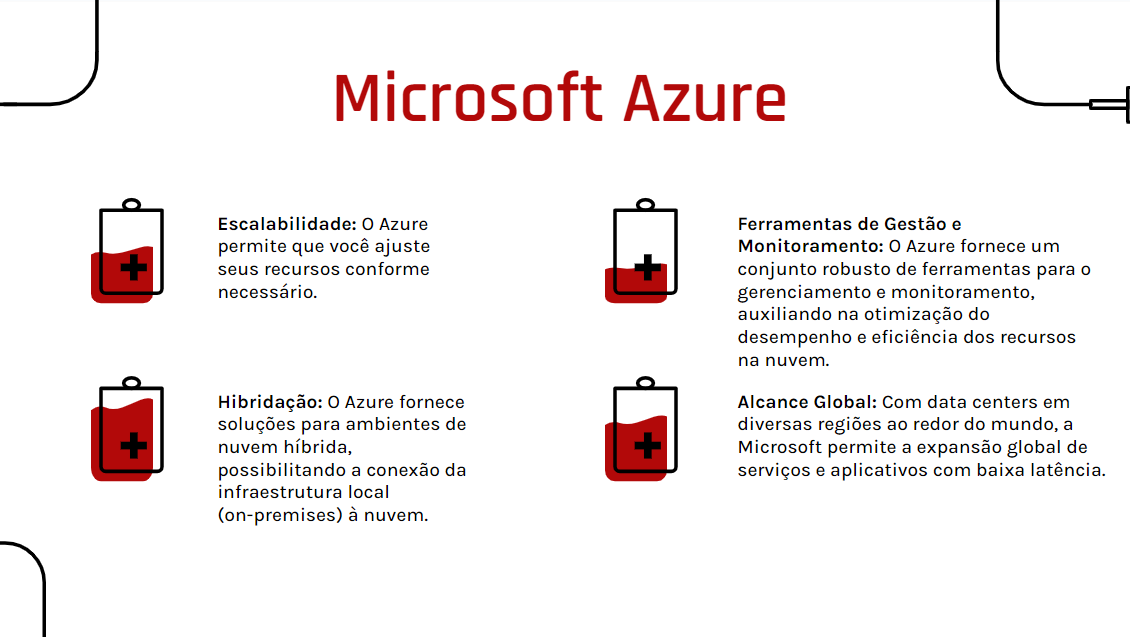 Microsoft Azure
Escalabilidade: O Azure
permite que você ajuste
seus recursos conforme
necessário.
Ferramentas de Gestão e
Monitoramento: O Azure fornece um
conjunto robusto de ferramentas para o
gerenciamento e monitoramento,
auxiliando na otimização do
desempenho e eficiência dos recursos
na nuvem.
Hibridação: O Azure fornece
soluções para ambientes de
nuvem híbrida,
possibilitando a conexão da
infraestrutura local
(on-premises) à nuvem.
Alcance Global: Com data centers em
diversas regiões ao redor do mundo, a
Microsoft permite a expansão global de
serviços e aplicativos com baixa latência.